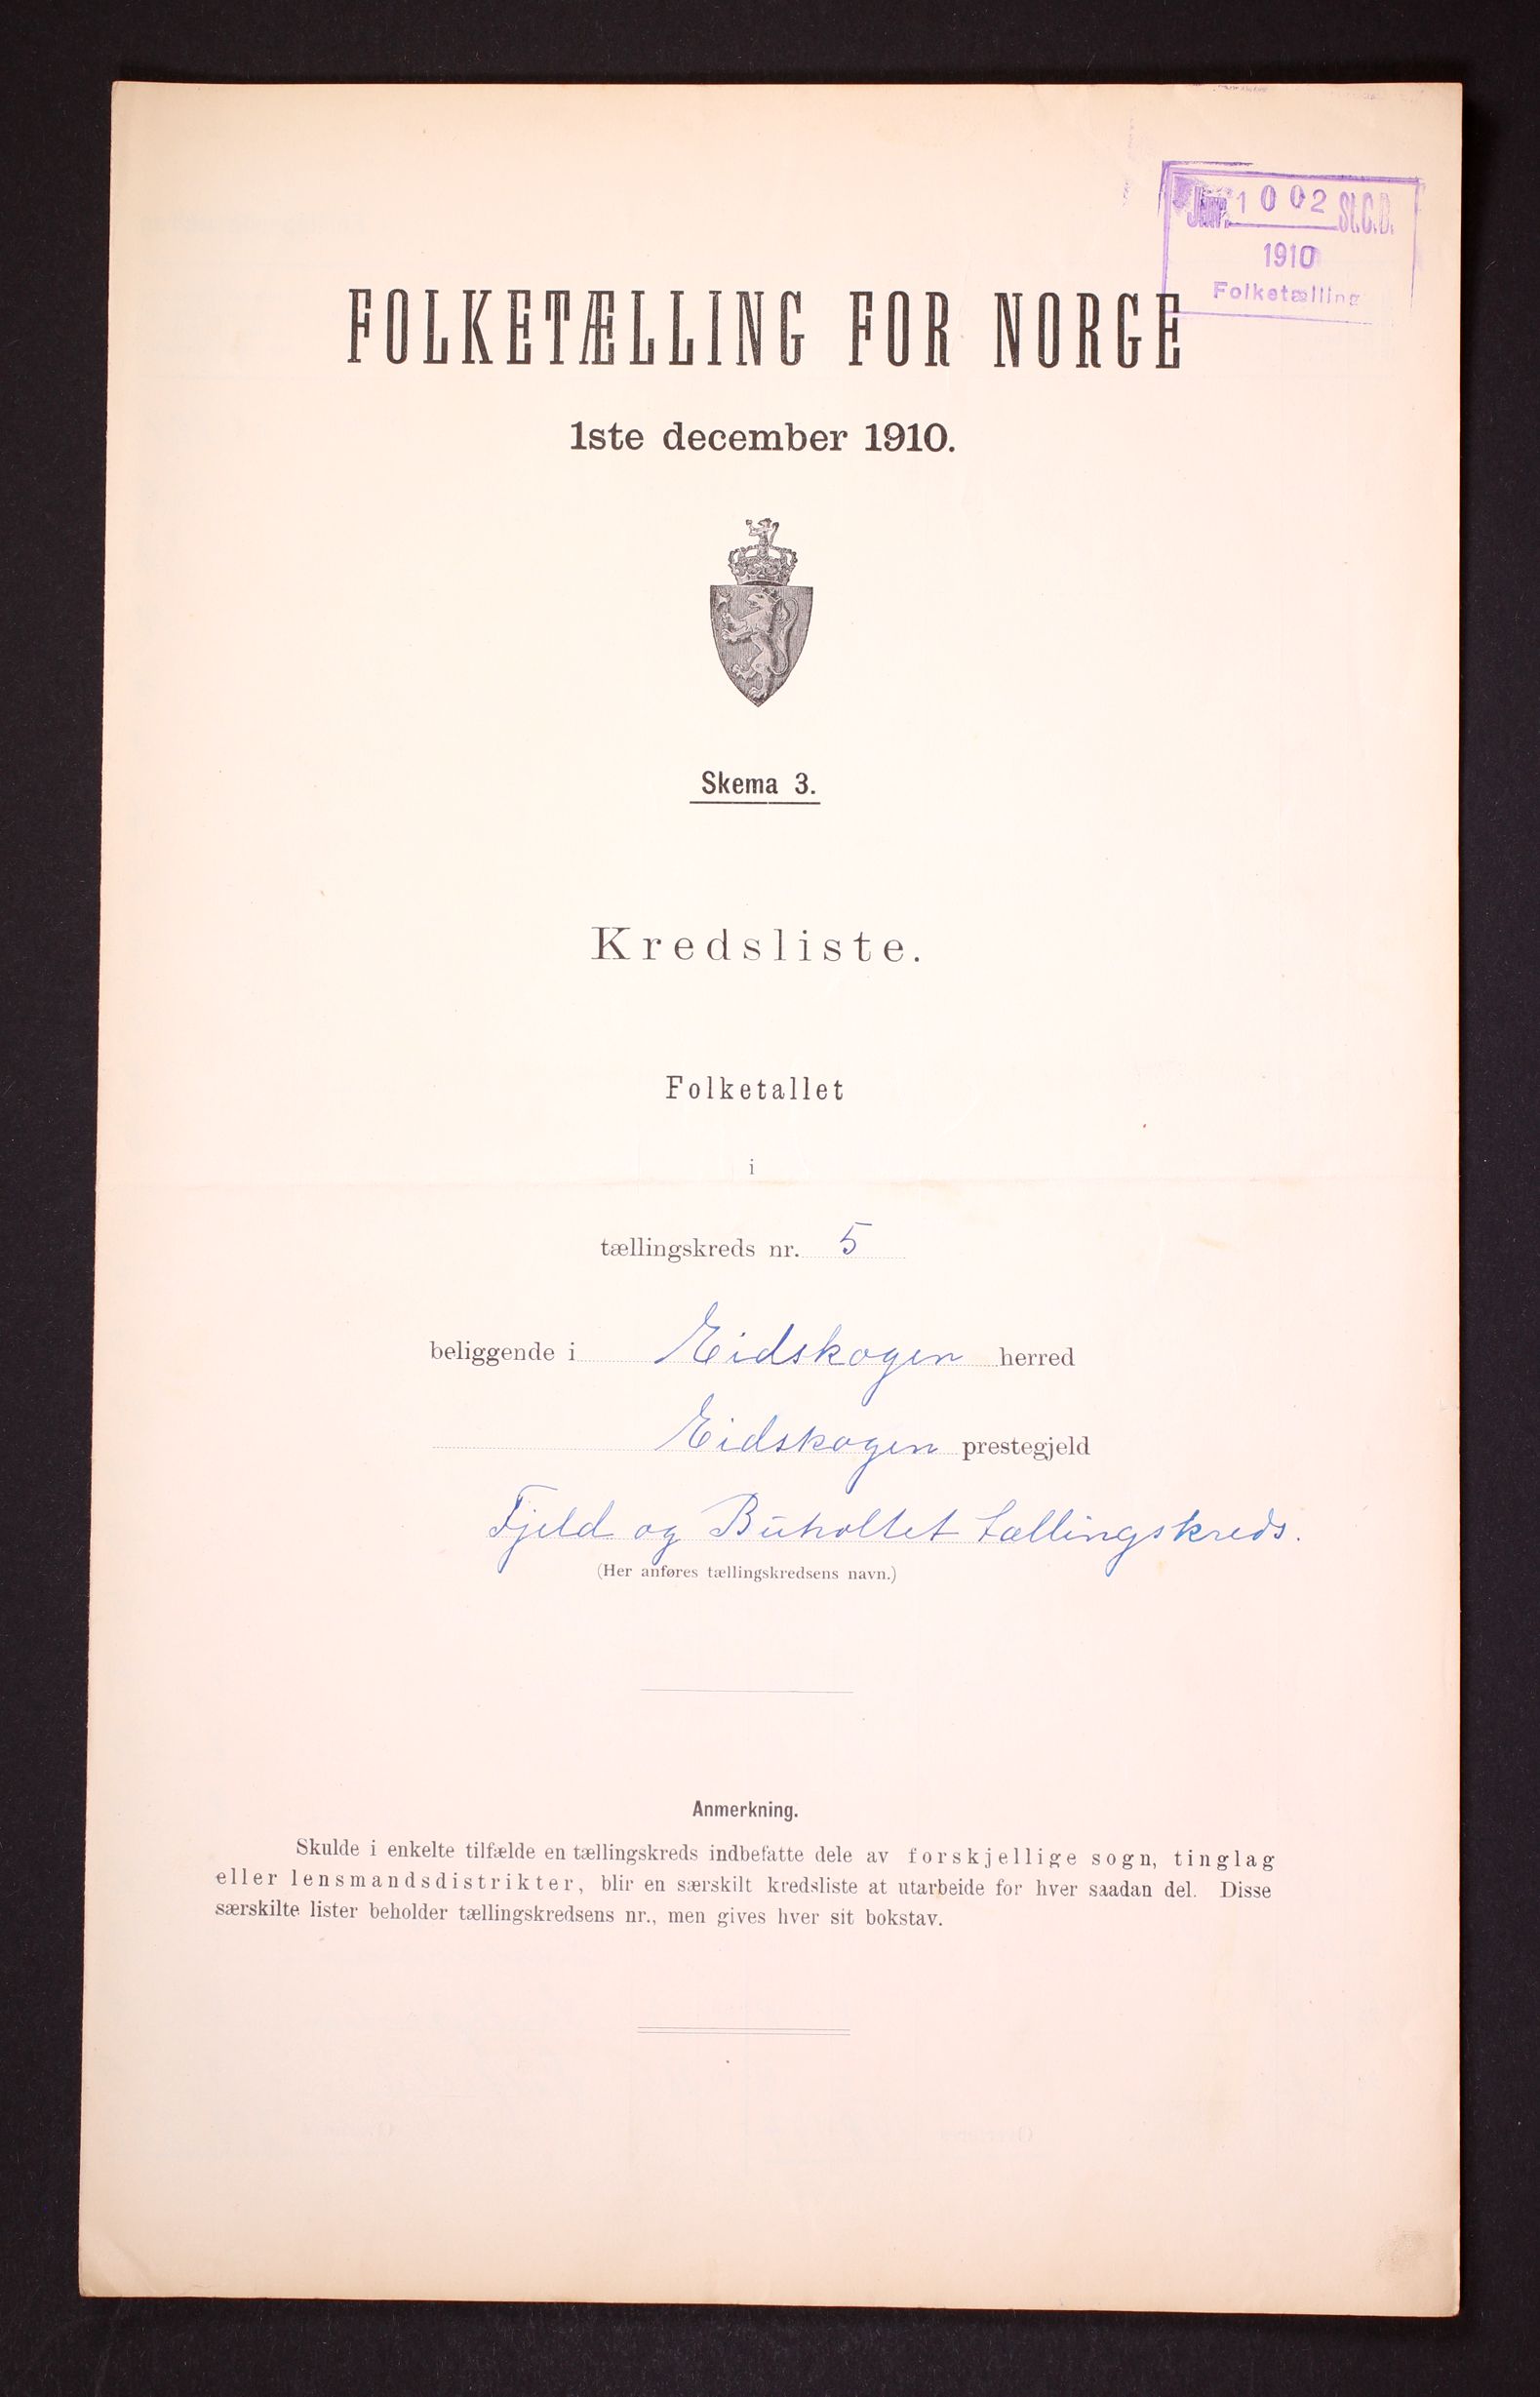 Jnr. 1002 St.C.B.
1910
Folketælling
FOLKETÆLLING FOR NORGE
1ste december 1910.
Skema 3.
Kredsliste.
Folketallet
i
tællingskreds nr. 5
beliggende i Eidskogen herred
Eidskogen prestegjeld
Fjeld og Buholtet tællingskreds.
(Her anføres tællingskredsens navn.)
Anmerkning.
Skulde i enkelte tilfælde en tællingskreds indbefatte dele av forskjellige sogn, tinglag
eller lensmandsdistrikter, blir en særskilt kredsliste at utarbeide for hver saadan del. Disse
særskilte lister beholder tællingskredsens nr., men gives hver sit bokstav.